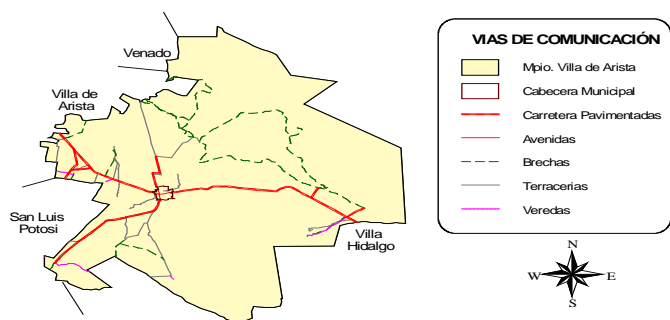 Venado
Villa de
Arista
San Luis
Potosi
Villa
Hidalgo
VIAS DE COMUNICACIÓN
Mpio. Villa de Arista
Cabecera Municipal
Carretera Pavimentadas
Avenidas
Brechas
Terracerias
Veredas
N
W E
S